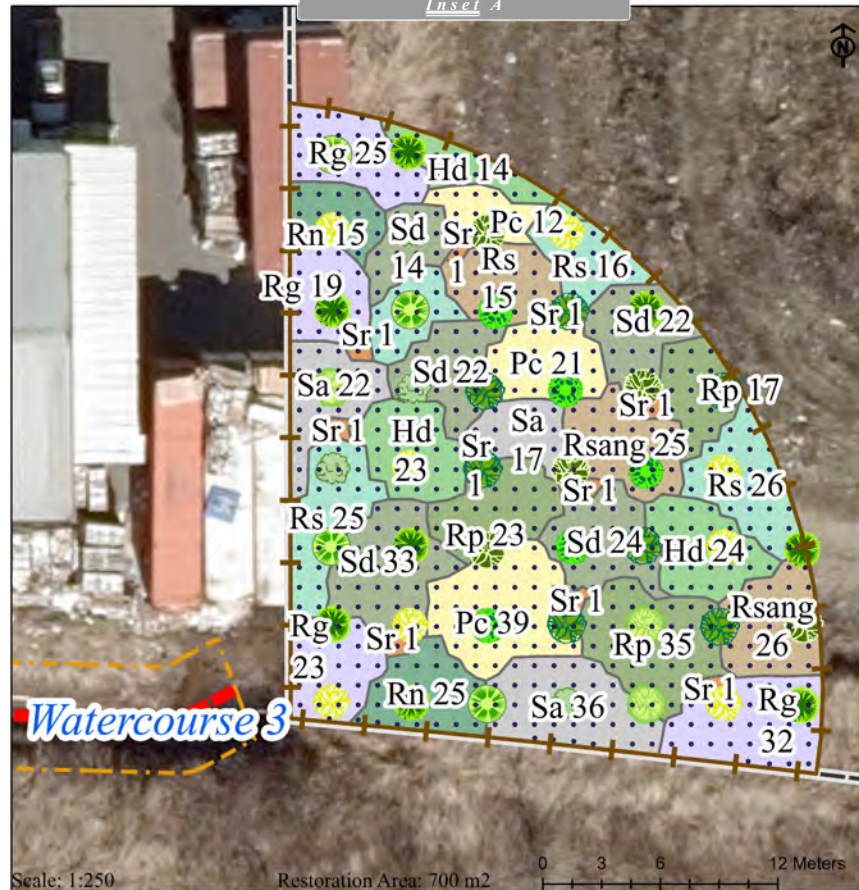 Inset A
N
Rg 25
Hd 14
Rn 15
Sd
14
Sr
1
Pc 12
Rs
15
Rs 16
Rg 19
Sr 1
Sr 1
Sd 22
Sa 22
Sd 22
Pc 21
Sr 1
Rp 17
Sr 1
Hd
23
Sr
1
Sa
17
Rsang 25
Sr 1
Rs 26
Rs 25
Sd 33
Rp 23
Sd 24
Hd 24
Rg
23
Sr 1
Pc 39
Sr 1
Rp 35
Rsang
26
Rn 25
Sa 36
Sr 1
Rg
32
Watercourse 3
Scale: 1:250
Restoration Area: 700 m2
0 3 6 12 Meters